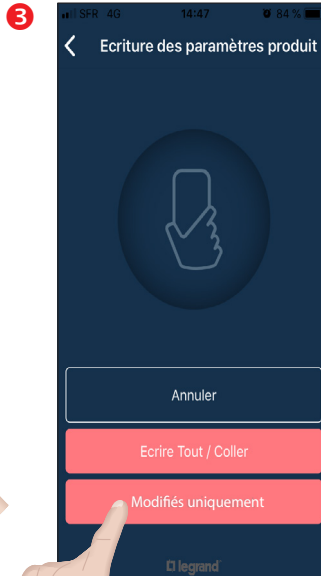 3
SFR 4G 14:47 84 %
Ecriture des paramètres produit
Annuler
Ecrire Tout / Coller
Modifiés uniquement
legrand